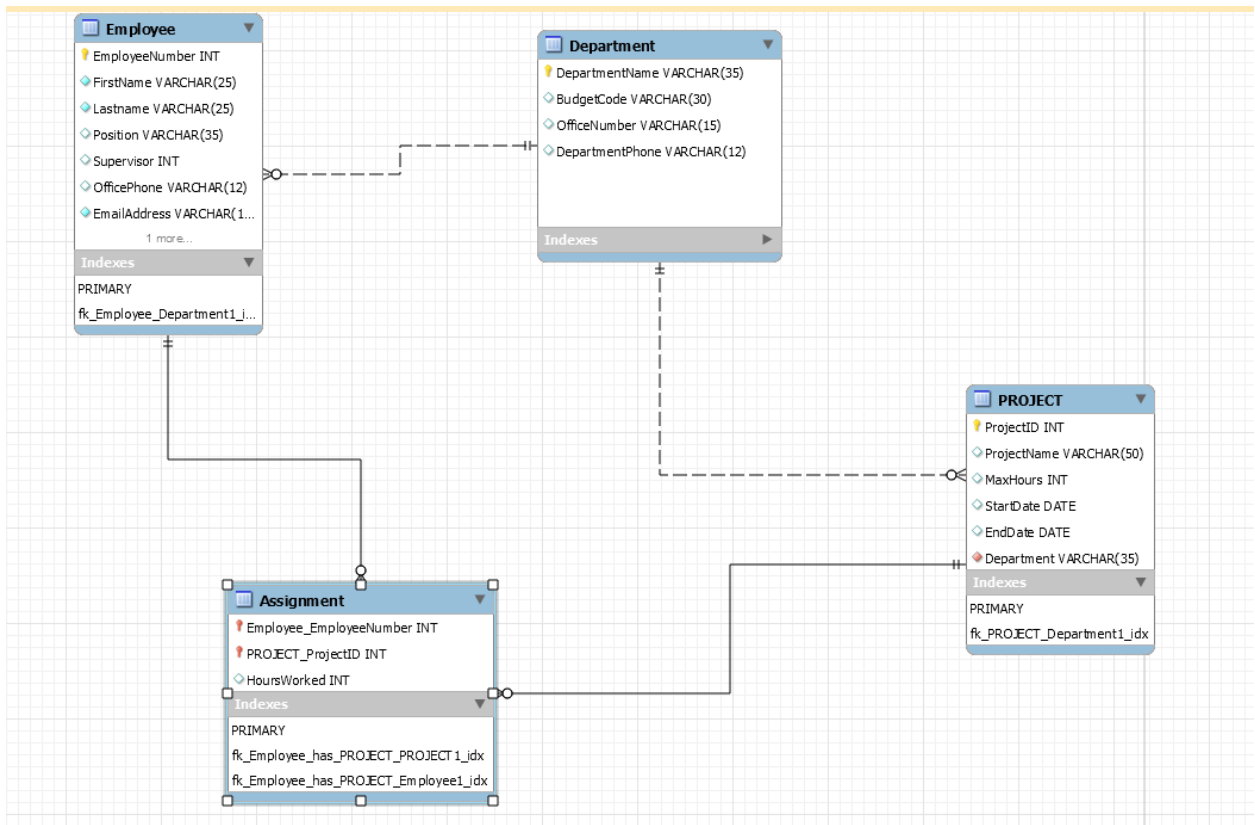 Employee
EmployeeNumber INT
FirstName VARCHAR(25)
Lastname VARCHAR(25)
Position VARCHAR(35)
Supervisor INT
OfficePhone VARCHAR(12)
EmailAddress VARCHAR(1...
1 more...
Indexes
PRIMARY
fk_Employee_Department1_i...
Department
DepartmentName VARCHAR(35)
BudgetCode VARCHAR(30)
OfficeNumber VARCHAR(15)
DepartmentPhone VARCHAR(12)
Indexes
PROJECT
ProjectID INT
ProjectName VARCHAR(50)
MaxHours INT
StartDate DATE
EndDate DATE
Department VARCHAR(35)
Indexes
PRIMARY
fk_PROJECT_Department1_idx
Assignment
Employee_EmployeeNumber INT
PROJECT_ProjectID INT
HoursWorked INT
Indexes
PRIMARY
fk_Employee_has_PROJECT_PROJECT1_idx
fk_Employee_has_PROJECT_Employee1_idx